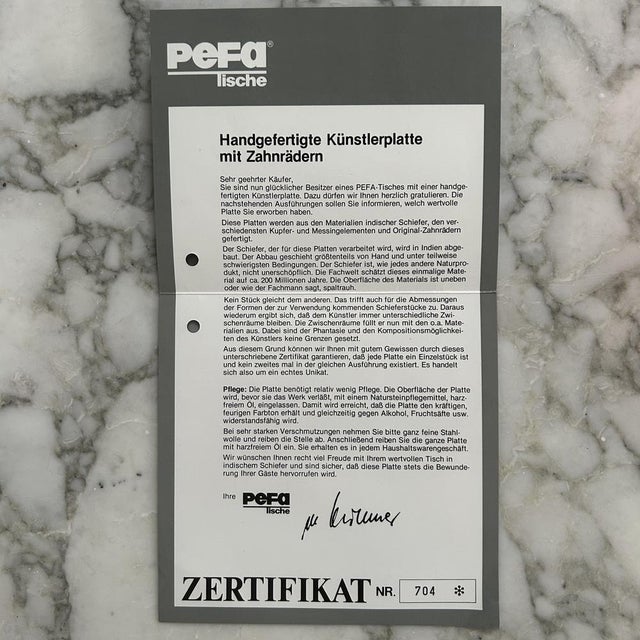 PeFa®
Tische
Handgefertigte Künstlerplatte
mit Zahnrädern
Sehr geehrter Käufer,
Sie sind nun glücklicher Besitzer eines PEFA-Tisches mit einer handge-
fertigten Künstlerplatte. Dazu dürfen wir Ihnen herzlich gratulieren. Die
nachstehenden Ausführungen sollen Sie informieren, welch wertvolle
Platte Sie erworben haben.
Diese Platten werden aus den Materialien indischer Schiefer, den ver-
schiedensten Kupfer- und Messingelementen und Original-Zahnrädern
gefertigt.
Der Schiefer, der für diese Platten verarbeitet wird, wird in Indien abge-
baut. Der Abbau geschieht größtenteils von Hand und unter teilweise
schwierigsten Bedingungen. Der Schiefer ist, wie jedes andere Naturpro-
dukt, nicht unerschöpflich. Die Fachwelt schätzt dieses einmalige Mate-
rial auf ca. 200 Millionen Jahre. Die Oberfläche des Materials ist uneben
oder wie der Fachmann sagt, spaltrauh.
Kein Stück gleicht dem anderen. Das trifft auch für die Abmessungen
der Formen der zur Verwendung kommenden Schieferstücke zu. Daraus
wiederum ergibt sich, daß dem Künstler immer unterschiedliche Zwi-
schenräume bleiben. Die Zwischenräume füllt er nun mit den o.a. Mate-
rialien aus. Dabei sind der Phantasie und den Kompositionsmöglichkei-
ten des Künstlers keine Grenzen gesetzt.
Aus diesem Grund können wir Ihnen mit gutem Gewissen durch dieses
unterschriebene Zertifikat garantieren, daß jede Platte ein Einzelstück ist
und kein zweites mal in der gleichen Ausführung existiert. Es handelt
sich also um ein echtes Unikat.
Pflege: Die Platte benötigt relativ wenig Pflege. Die Oberfläche der Platte
wird, bevor sie das Werk verläßt, mit einem Natursteinpflegemittel, harz-
freiem Öl, eingelassen. Damit wird erreicht, daß die Platten den kräftigen,
feurigen Farbton erhält und gleichzeitig gegen Alkohol, Fruchtsäfte usw.
widerstandsfähig wird.
Bei sehr starken Verschmutzungen nehmen Sie bitte ganz feine Stahl-
wolle und reiben die Stelle ab. Anschließend reiben Sie die ganze Platte
mit harzfreiem Öl ein. Sie erhalten es in jedem Haushaltswarengeschäft.
Wir wünschen Ihnen recht viel Freude mit Ihrem wertvollen Tisch in
indischem Schiefer und sind sicher, daß diese Platte stets die Bewunde-
rung Ihrer Gäste hervorrufen wird.
Ihre PeFa
Tische
ZERTIFIKAT NR. 704 *